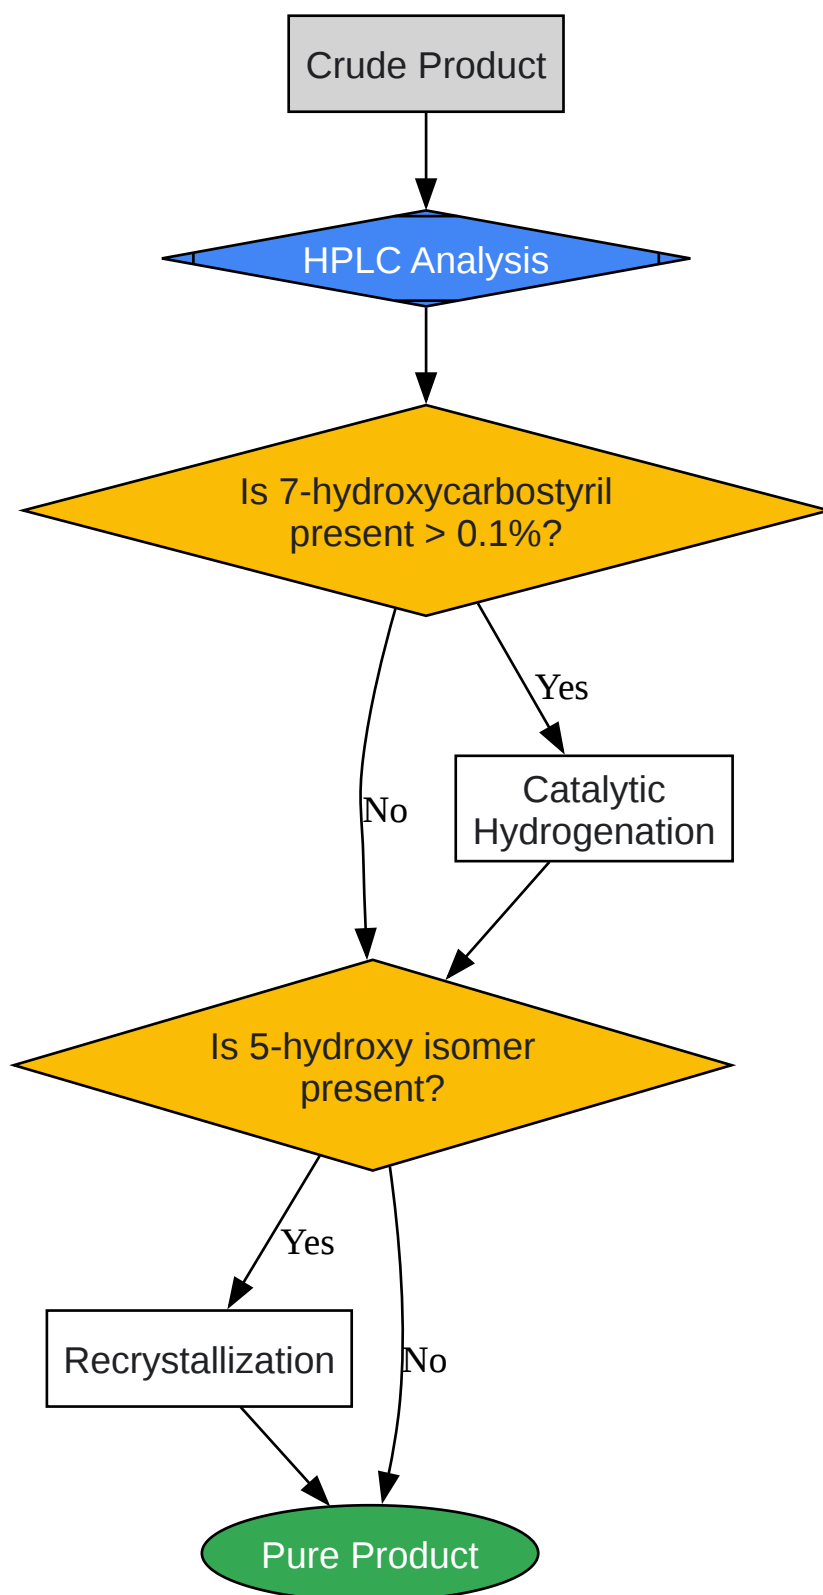 Crude Product
HPLC Analysis
Is 7-hydroxycarbostyril
present > 0.1%?
Yes
Catalytic
Hydrogenation
No
Is 5-hydroxy isomer
present?
Yes
Recrystallization
No
Pure Product